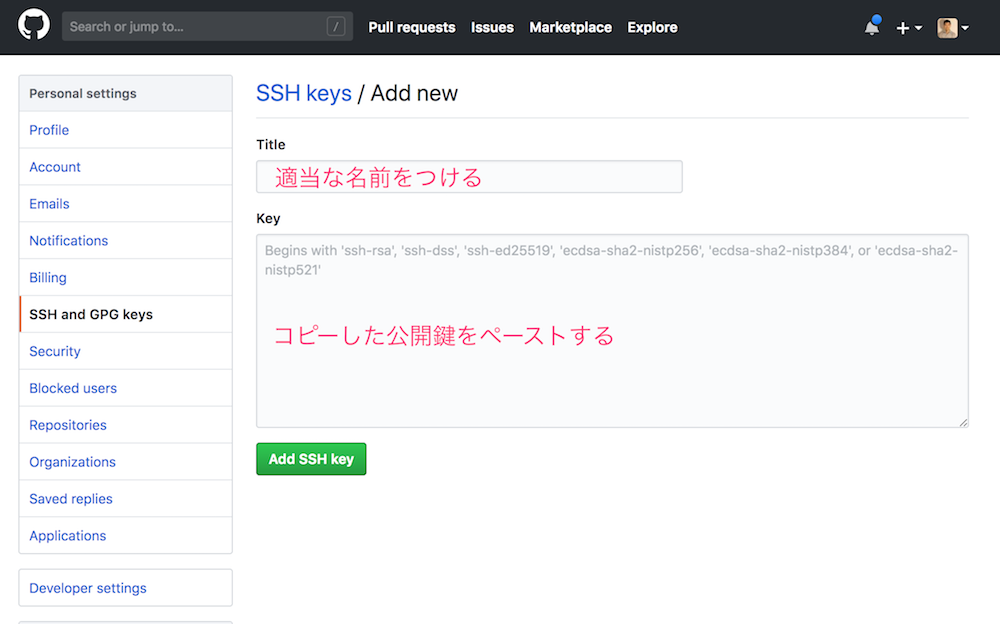 Search or jump to... /
Pull requests
Issues
Marketplace
Explore
Personal settings
Profile
Account
Emails
Notifications
Billing
SSH and GPG keys
Security
Blocked users
Repositories
Organizations
Saved replies
Applications
Developer settings
SSH keys / Add new
Title
適当な名前をつける
Key
Begins with 'ssh-rsa', 'ssh-dss', 'ssh-ed25519', 'ecdsa-sha2-nistp256', 'ecdsa-sha2-nistp384', or 'ecdsa-sha2-
nistp521'
コピーした公開鍵をペーストする
Add SSH key